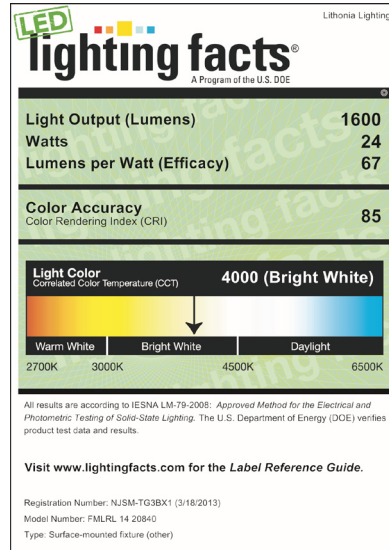 LED
Lithonia Lighting
lighting facts®
A Program of the U.S. DOE
Light Output (Lumens) 1600
Watts 24
Lumens per Watt (Efficacy) 67
Color Accuracy
Color Rendering Index (CRI) 85
Light Color
Correlated Color Temperature (CCT) 4000 (Bright White)
Warm White Bright White Daylight
2700K 3000K 4500K 6500K
All results are according to IESNA LM-79-2008: Approved Method for the Electrical and
Photometric Testing of Solid-State Lighting. The U.S. Department of Energy (DOE) verifies
product test data and results.
Visit www.lightingfacts.com for the Label Reference Guide.
Registration Number: NJSM-TG3BX1 (3/18/2013)
Model Number: FMLRL 14 20840
Type: Surface-mounted fixture (other)